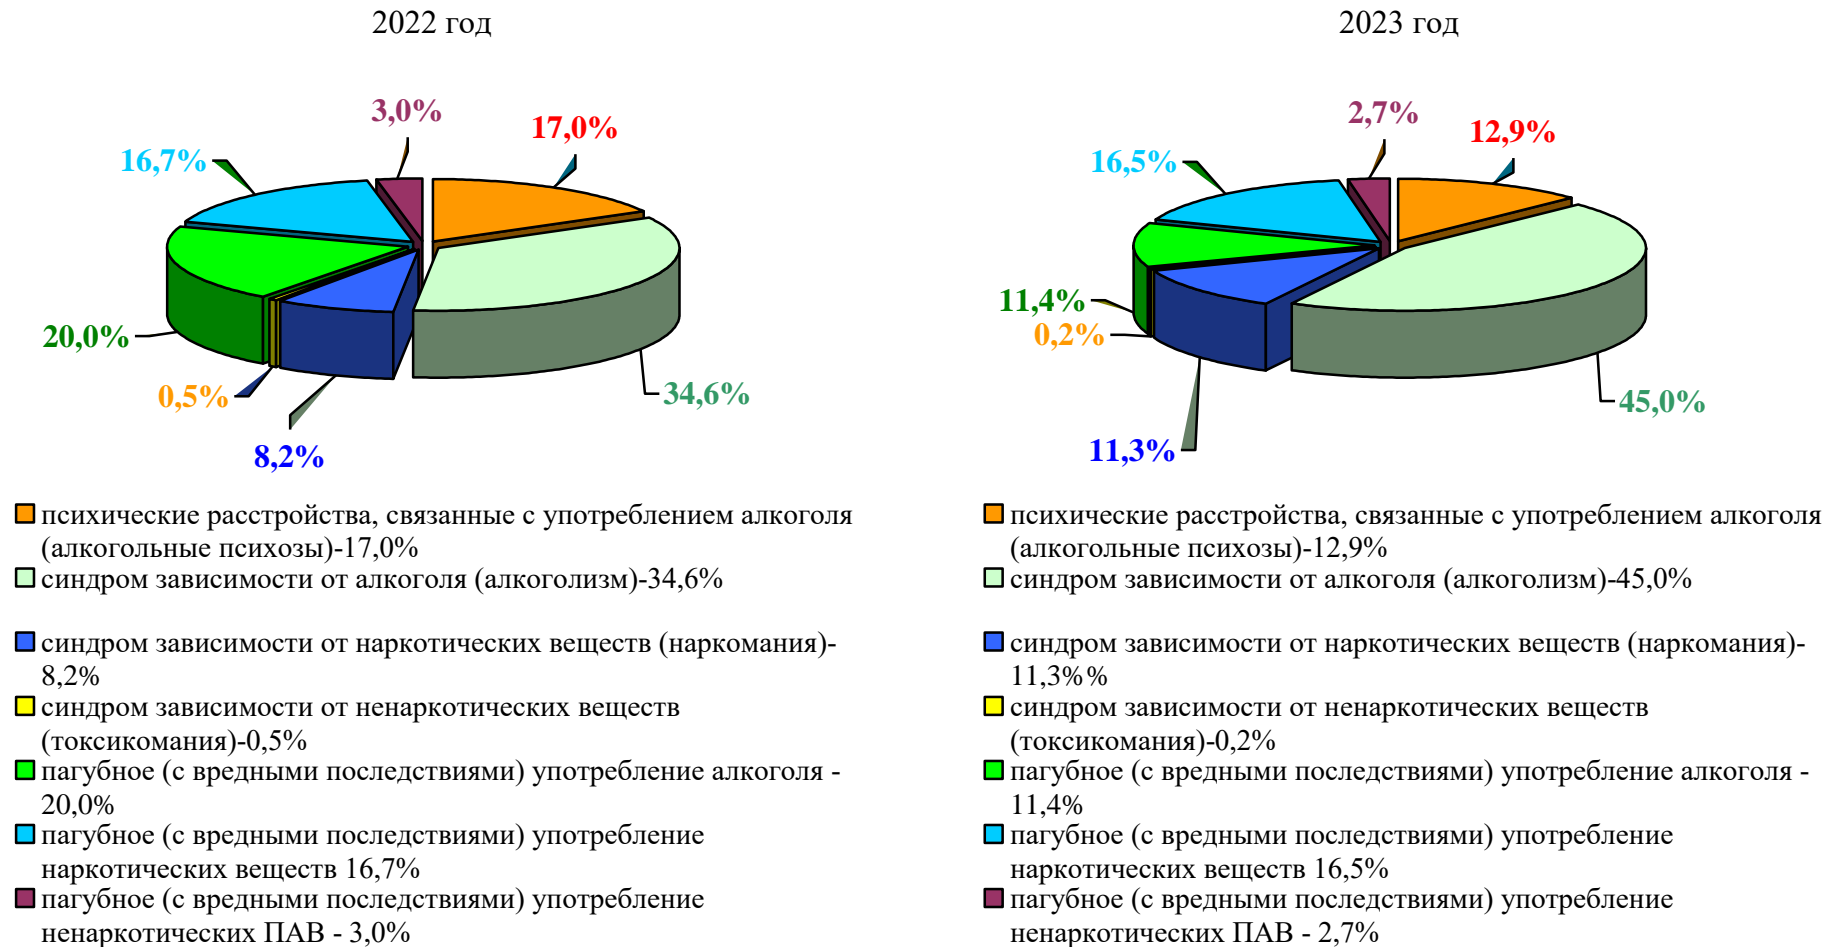 2022 год
3,0%
17,0%
16,7%
20,0%
0,5%
34,6%
8,2%
психические расстройства, связанные с употреблением алкоголя
(алкогольные психозы)-17,0%
синдром зависимости от алкоголя (алкоголизм)-34,6%
синдром зависимости от наркотических веществ (наркомания)-
8,2%
синдром зависимости от ненаркотических веществ
(токсикомания)-0,5%
пагубное (с вредными последствиями) употребление алкоголя -
20,0%
пагубное (с вредными последствиями) употребление
наркотических веществ 16,7%
пагубное (с вредными последствиями) употребление
ненаркотических ПАВ - 3,0%
2023 год
2,7%
12,9%
16,5%
11,4%
0,2%
45,0%
11,3%
психические расстройства, связанные с употреблением алкоголя
(алкогольные психозы)-12,9%
синдром зависимости от алкоголя (алкоголизм)-45,0%
синдром зависимости от наркотических веществ (наркомания)-
11,3%%
синдром зависимости от ненаркотических веществ
(токсикомания)-0,2%
пагубное (с вредными последствиями) употребление алкоголя -
11,4%
пагубное (с вредными последствиями) употребление
наркотических веществ 16,5%
пагубное (с вредными последствиями) употребление
ненаркотических ПАВ - 2,7%